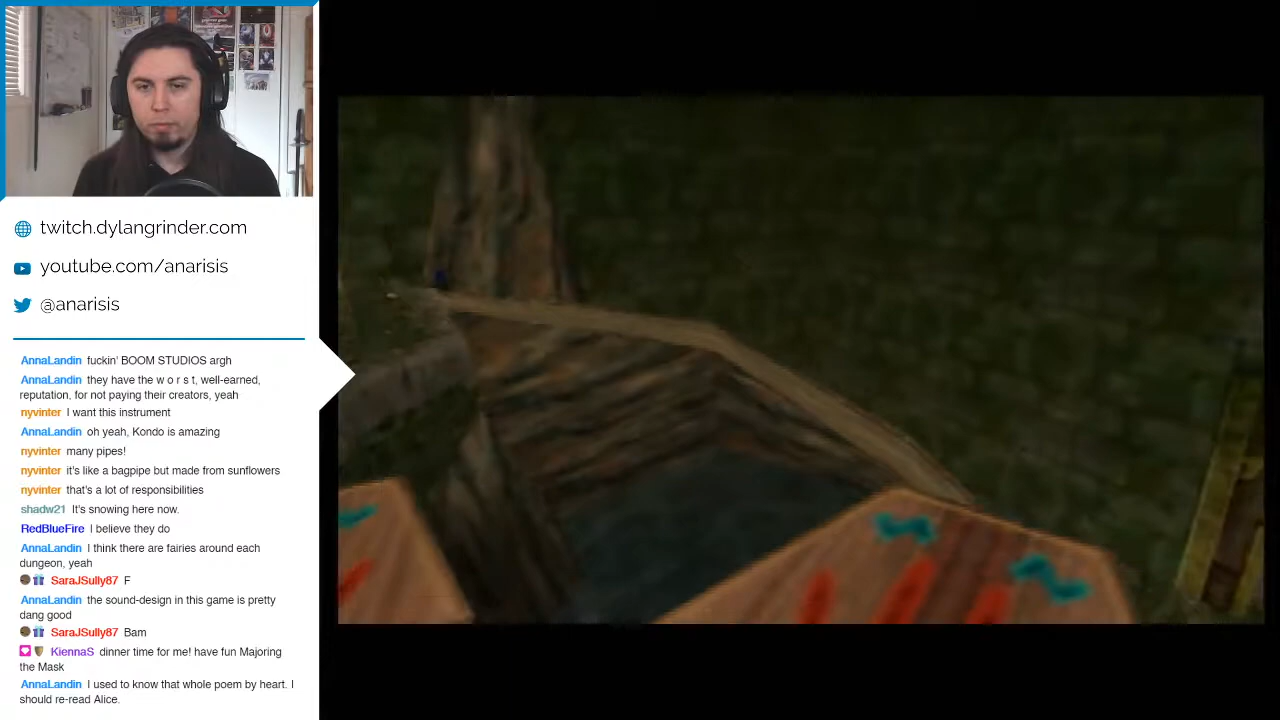 twitch.dylangrinder.com
youtube.com/anarisis
@anarisis
AnnaLandin fuckin' BOOM STUDIOS argh
AnnaLandin they have the w o r s t, well-earned,
reputation, for not paying their creators, yeah
nyvinter I want this instrument
AnnaLandin oh yeah, Kondo is amazing
nyvinter many pipes!
nyvinter it's like a bagpipe but made from sunflowers
nyvinter that's a lot of responsibilities
shadw21 It's snowing here now.
RedBlueFire I believe they do
AnnaLandin I think there are fairies around each
dungeon, yeah
SaraJSully87 F
AnnaLandin the sound-design in this game is pretty
dang good
SaraJSully87 Bam
KiennaS dinner time for me! have fun Majoring
the Mask
AnnaLandin I used to know that whole poem by heart. I
should re-read Alice.